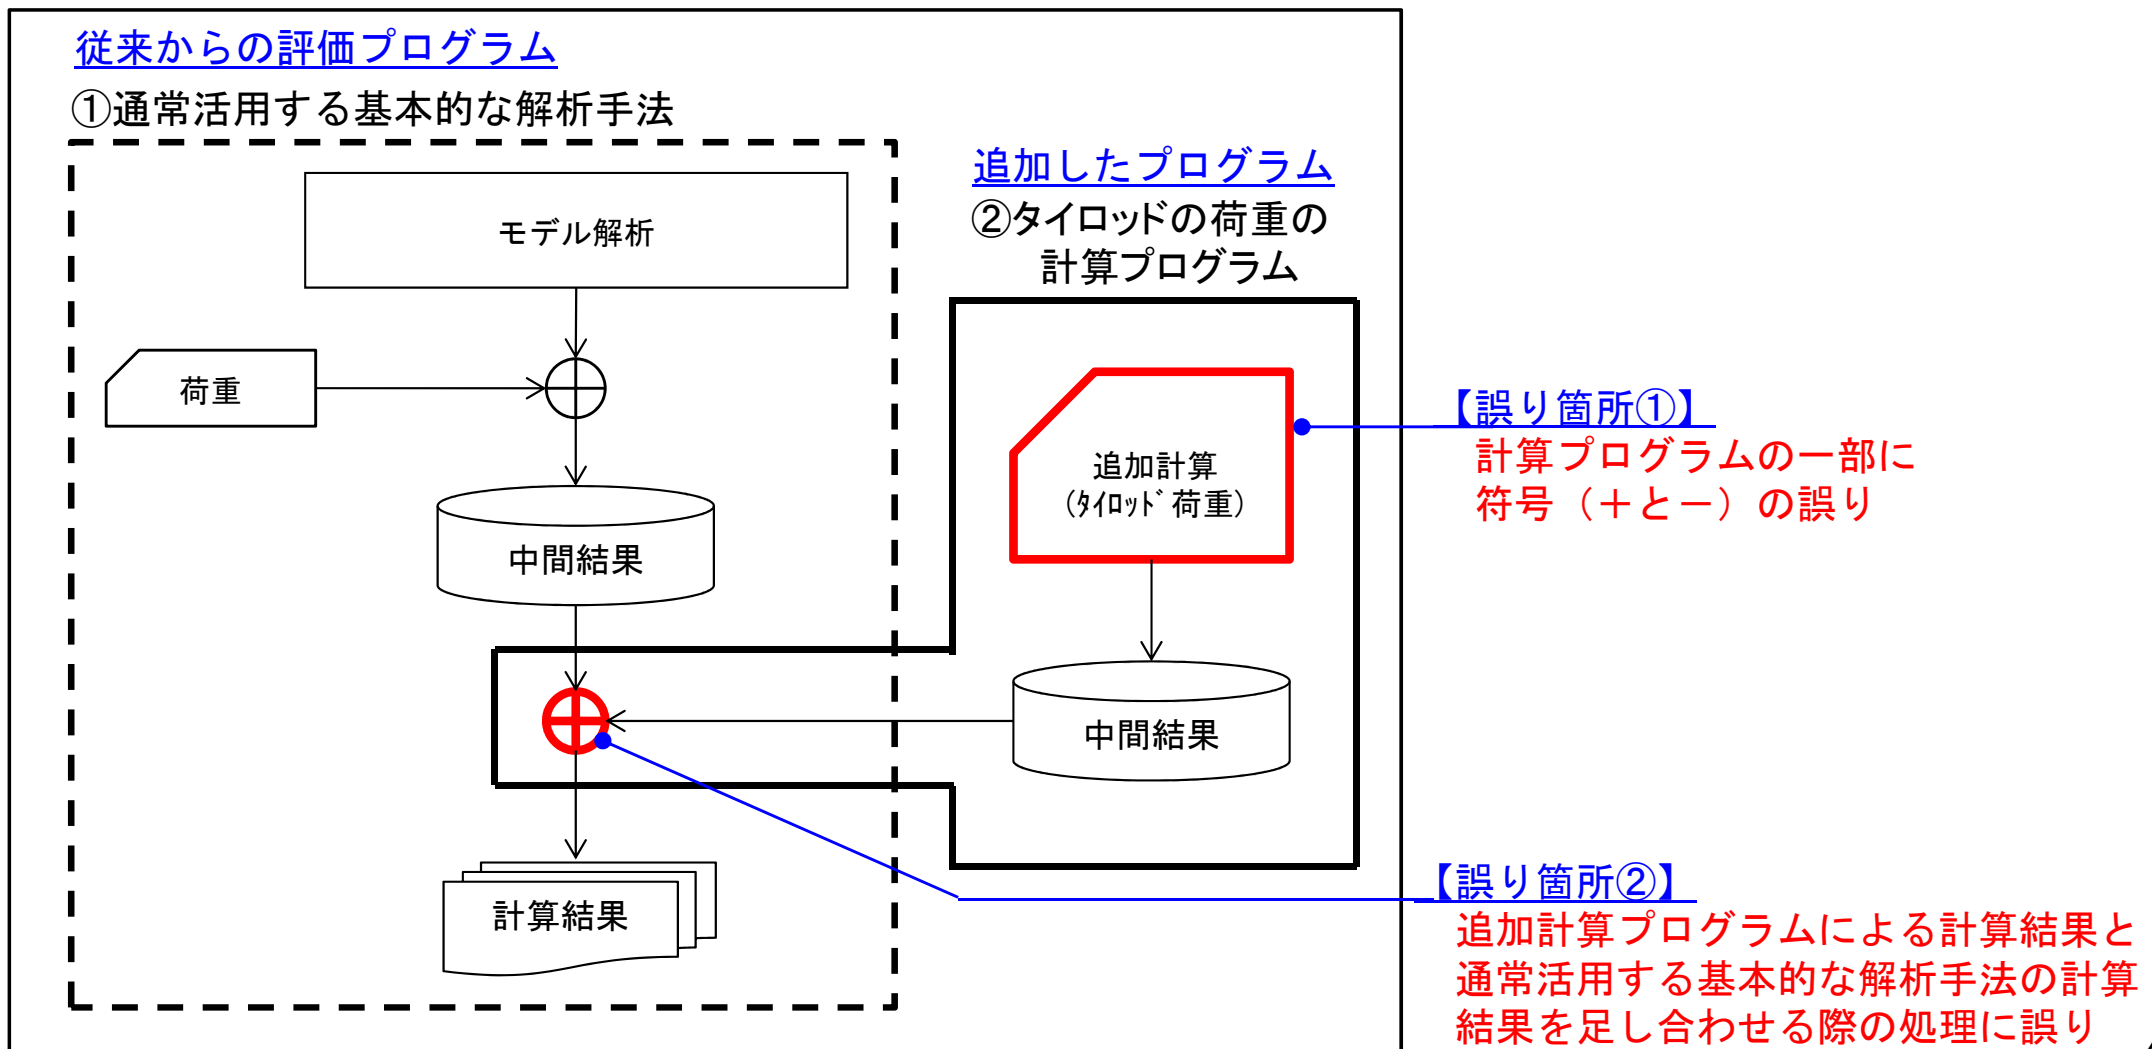 従来からの評価プログラム
①通常活用する基本的な解析手法
モデル解析
荷重
中間結果
計算結果
追加したプログラム
②タイロッドの荷重の
計算プログラム
追加計算
(ﾀｲﾛｯﾄﾞ荷重)
中間結果
【誤り箇所①】
計算プログラムの一部に
符号（＋と－）の誤り
【誤り箇所②】
追加計算プログラムによる計算結果と
通常活用する基本的な解析手法の計算
結果を足し合わせる際の処理に誤り